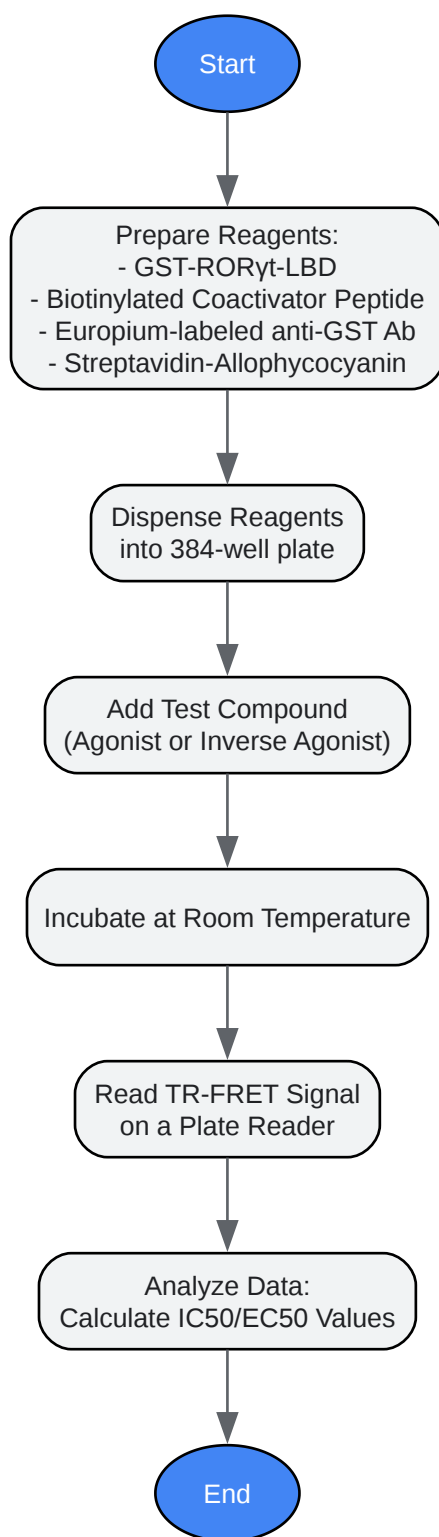 Start
Prepare Reagents:
- GST-RORγt-LBD
- Biotinylated Coactivator Peptide
- Europium-labeled anti-GST Ab
- Streptavidin-Allophycocyanin
Dispense Reagents
into 384-well plate
Add Test Compound
(Agonist or Inverse Agonist)
Incubate at Room Temperature
Read TR-FRET Signal
on a Plate Reader
Analyze Data:
Calculate IC50/EC50 Values
End